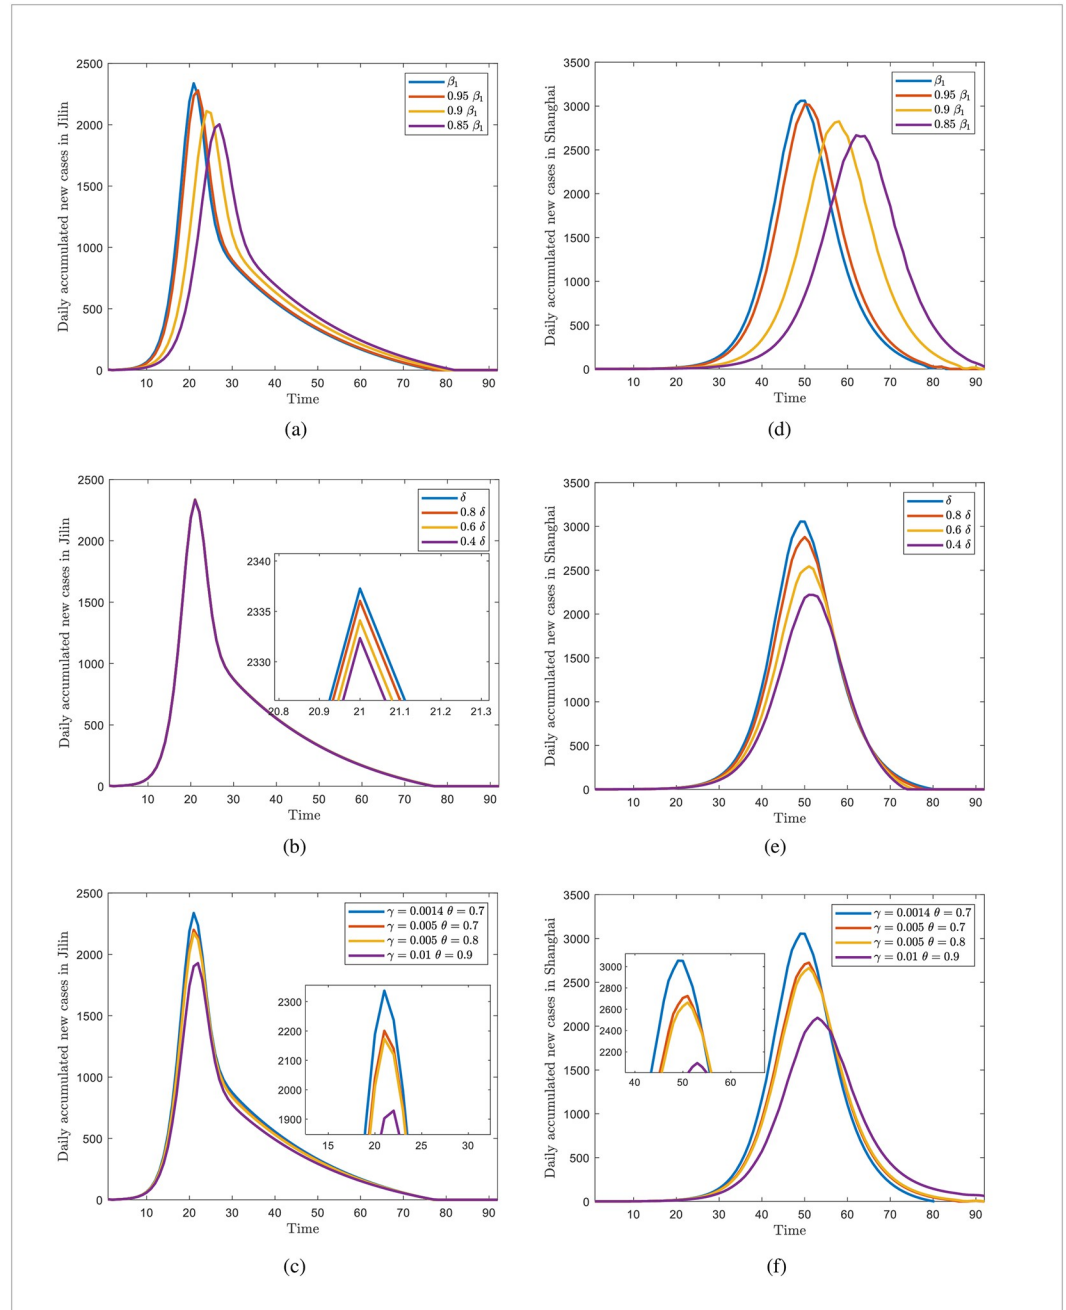 2500
2000
1500
1000
500
0
10 20 30 40 50 60 70 80 90
Time
Daily accumulated new cases in Jilin
β₁
0.95 β₁
0.9 β₁
0.85 β₁
(a)
3500
3000
2500
2000
1500
1000
500
0
10 20 30 40 50 60 70 80 90
Time
Daily accumulated new cases in Shanghai
β₁
0.95 β₁
0.9 β₁
0.85 β₁
(d)
2500
2000
1500
1000
500
0
10 20 30 40 50 60 70 80 90
Time
Daily accumulated new cases in Jilin
δ
0.8 δ
0.6 δ
0.4 δ
2340
2335
2330
20.8 20.9 21 21.1 21.2 21.3
(b)
3500
3000
2500
2000
1500
1000
500
0
10 20 30 40 50 60 70 80 90
Time
Daily accumulated new cases in Shanghai
δ
0.8 δ
0.6 δ
0.4 δ
(e)
2500
2000
1500
1000
500
0
10 20 30 40 50 60 70 80 90
Time
Daily accumulated new cases in Jilin
γ = 0.0014 θ = 0.7
γ = 0.005 θ = 0.7
γ = 0.005 θ = 0.8
γ = 0.01 θ = 0.9
2300
2200
2100
2000
1900
15 20 25 30
(c)
3500
3000
2500
2000
1500
1000
500
0
10 20 30 40 50 60 70 80 90
Time
Daily accumulated new cases in Shanghai
γ = 0.0014 θ = 0.7
γ = 0.005 θ = 0.7
γ = 0.005 θ = 0.8
γ = 0.01 θ = 0.9
3000
2800
2600
2400
2200
40 50 60
(f)